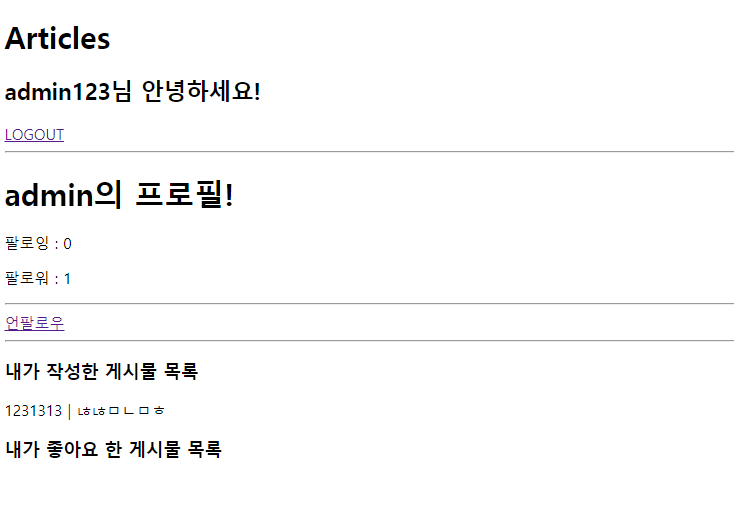 Articles
admin123님 안녕하세요!
LOGOUT
admin의 프로필!
팔로잉 : 0
팔로워 : 1
언팔로우
내가 작성한 게시물 목록
1231313 | ㅀㅀㅁㄴㅁㅎ
내가 좋아요 한 게시물 목록